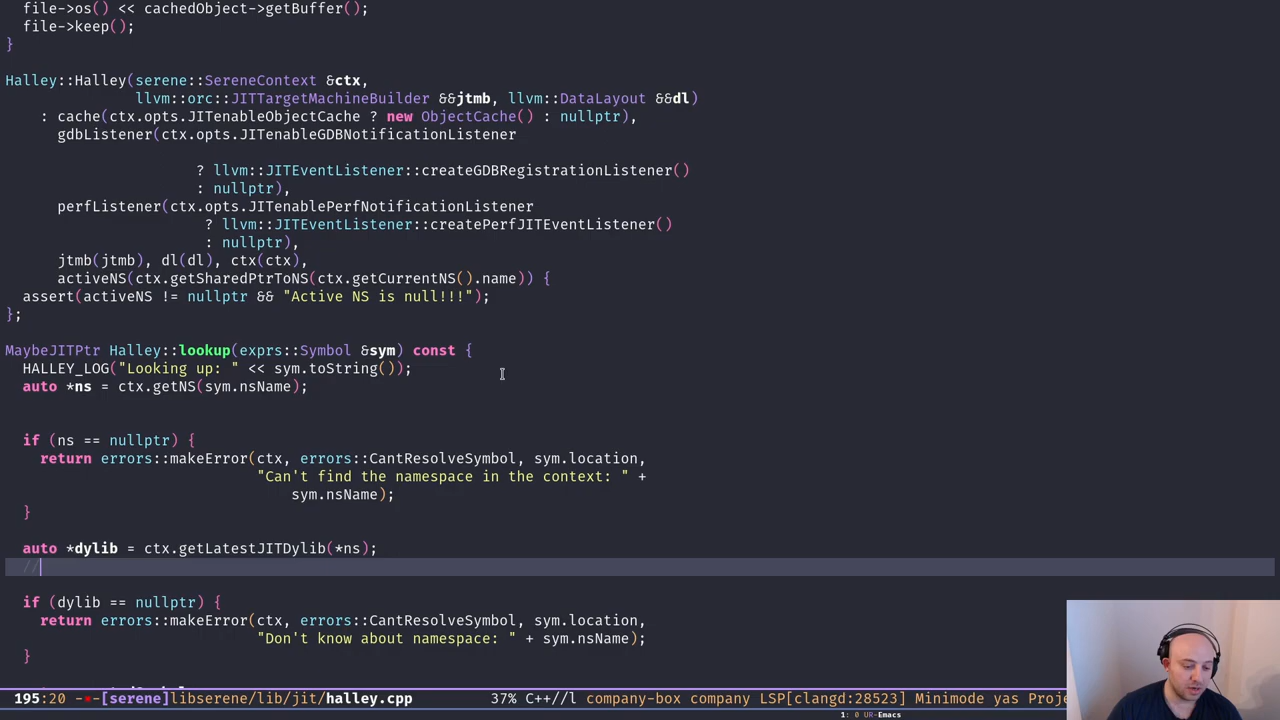 file->os() << cachedObject->getBuffer();
file->keep();
}
Halley::Halley(serene::SereneContext &ctx,
llvm::orc::JITTargetMachineBuilder &&jtmb, llvm::DataLayout &&dl)
: cache(ctx.opts.JITenableObjectCache ? new ObjectCache() : nullptr),
gdbListener(ctx.opts.JITenableGDBNotificationListener
? llvm::JITEventListener::createGDBRegistrationListener()
: nullptr),
perfListener(ctx.opts.JITenablePerfNotificationListener
? llvm::JITEventListener::createPerfJITEventListener()
: nullptr),
jtmb(jtmb), dl(dl), ctx(ctx),
activeNS(ctx.getSharedPtrToNS(ctx.getCurrentNS().name)) {
assert(activeNS != nullptr && "Active NS is null!!!");
};
MaybeJITPtr Halley::lookup(exprs::Symbol &sym) const {
HALLEY_LOG("Looking up: " << sym.toString());
auto *ns = ctx.getNS(sym.nsName);
if (ns == nullptr) {
return errors::makeError(ctx, errors::CantResolveSymbol, sym.location,
"Can't find the namespace in the context: " +
sym.nsName);
}
auto *dylib = ctx.getLatestJITDylib(*ns);
//
if (dylib == nullptr) {
return errors::makeError(ctx, errors::CantResolveSymbol, sym.location,
"Don't know about namespace: " + sym.nsName);
}
195:20 -*-[serene]libserene/lib/jit/halley.cpp 37% C++//l company-box company LSP[clangd:28523] Minimode yas Proje
1: 0 UR-Emacs